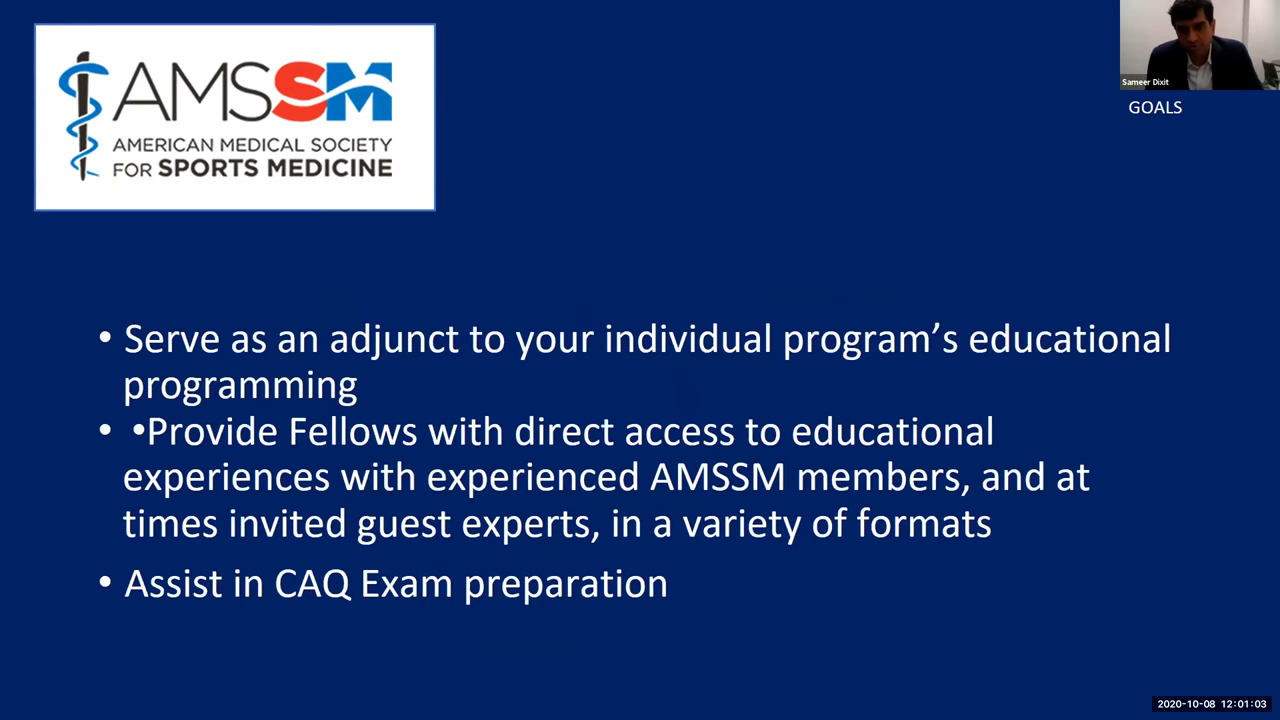 AMSSM
AMERICAN MEDICAL SOCIETY
FOR SPORTS MEDICINE
Sameer Dixit
GOALS
• Serve as an adjunct to your individual program’s educational
programming
• •Provide Fellows with direct access to educational
experiences with experienced AMSSM members, and at
times invited guest experts, in a variety of formats
• Assist in CAQ Exam preparation
2020-10-08 12:01:03